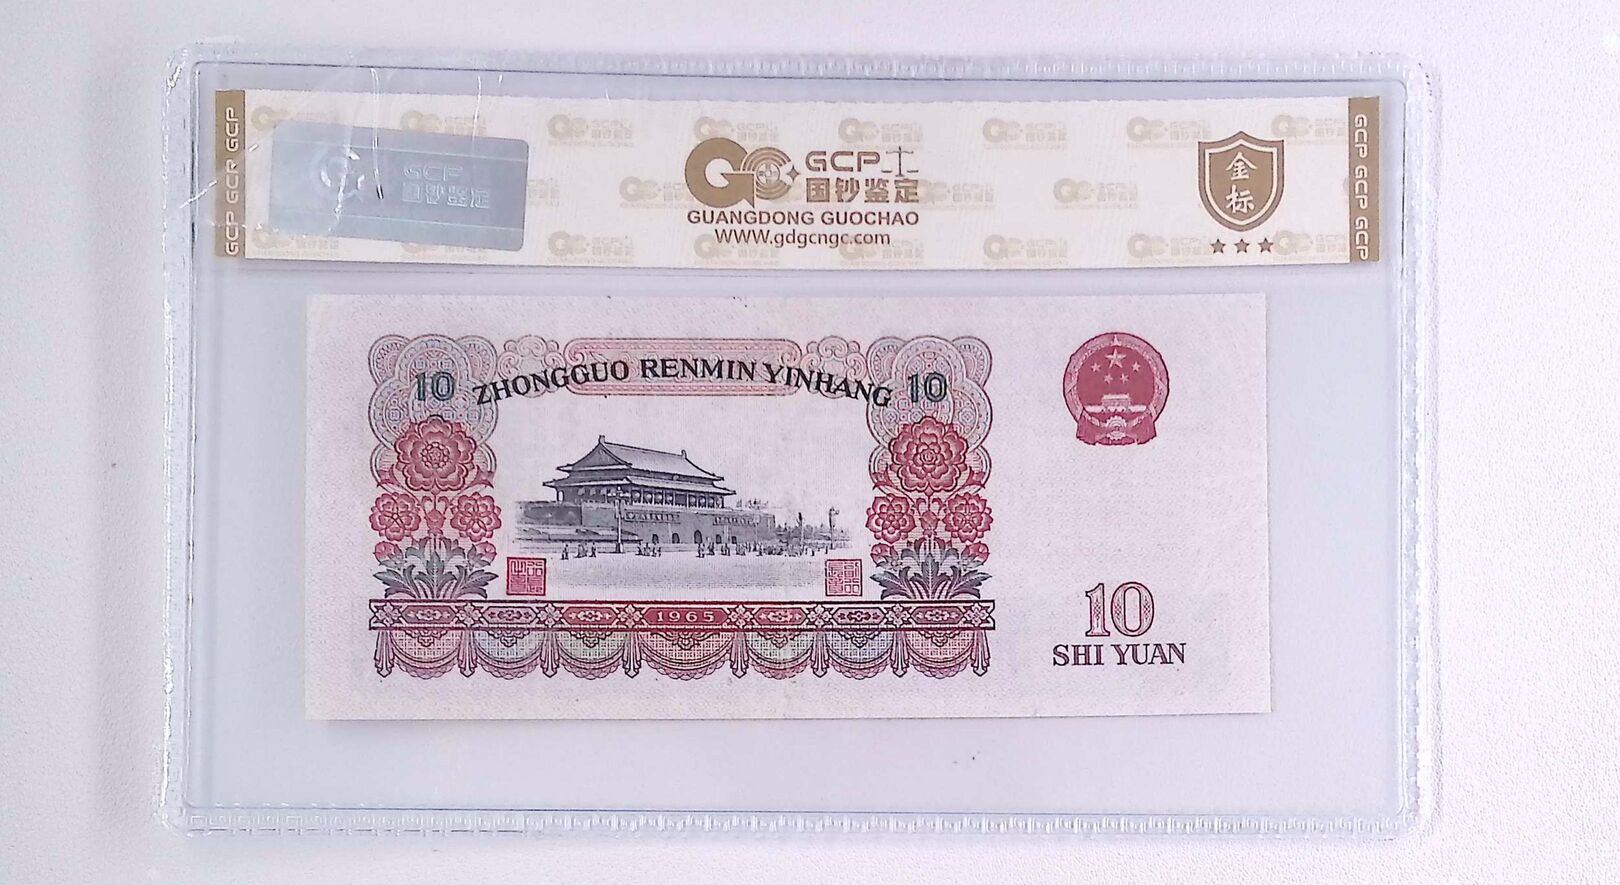 GCP GCP GCP
GCP
国钞鉴定
GCP
国钞鉴定
GUANGDONG GUOCHAO
WWW.gdgcngc.com
金
标
GCP GCP GCP
10 ZHONGGUO RENMIN YINHANG 10
1965
10
SHI YUAN